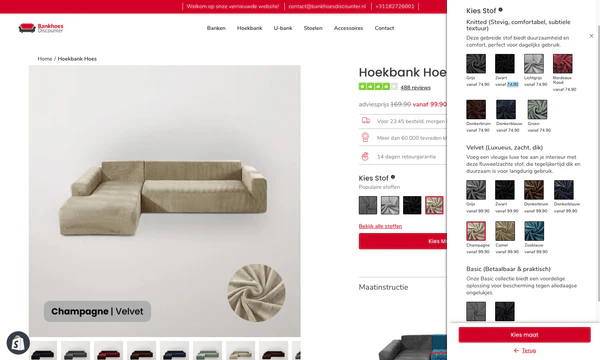 Welkom op onze vernieuwde website! | contact@bankhoesdiscounter.nl | +31182726001
Bankhoes
Discounter
Banken Hoekbank U-bank Stoelen Accessoires Contact
Home / Hoekbank Hoes
Champagne | Velvet
Hoekbank Hoe
488 reviews
adviesprijs 169.90 vanaf 99.90
Voor 23:45 besteld, morgen
Meer dan 60.000 tevreden kl
14 dagen retourgarantie
Kies Stof
Populaire stoffen
Bekijk alle stoffen
Kies Ma
Maatinstructie
Kies Stof
Knitted (Stevig, comfortabel, subtiele
textuur)
Deze gebreide stof biedt duurzaamheid en
comfort, perfect voor dagelijks gebruik.
Grijs Zwart Lichtgrijs Bordeaux
Rood
vanaf 74.90 vanaf 74.90 vanaf 74.90 vanaf 74.90
Donkerbruin Donkerblauw Groen
vanaf 74.90 vanaf 74.90 vanaf 74.90
Velvet (Luxueus, zacht, dik)
Voeg een vleugje luxe toe aan je interieur met
deze fluweelzachte stof, die tegelijkertijd dik en
duurzaam is voor langdurig gebruik.
Grijs Zwart Donkerbruin Donkerblauw
vanaf 99.90 vanaf 99.90 vanaf 99.90 vanaf 99.90
Champagne Camel Zeeblauw
vanaf 99.90 vanaf 99.90 vanaf 99.90
Basic (Betaalbaar & praktisch)
Onze Basic collectie biedt een voordelige
oplossing voor bescherming tegen alledaagse
ongelukjes.
Kies maat
Terug